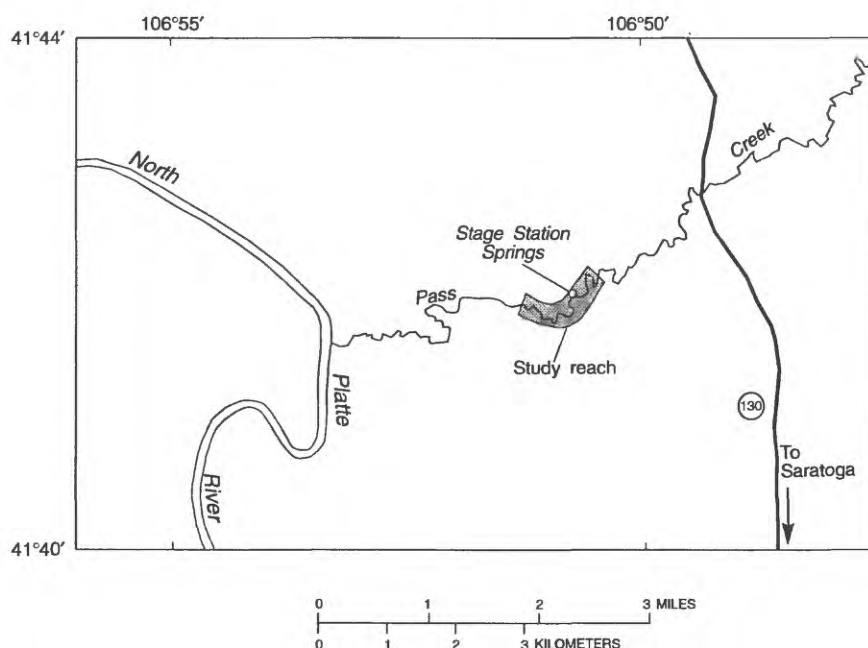 106°55′ 106°50′
41°44′
North
Creek
Stage Station
Springs
Pass
Study reach
Platte
130
To
Saratoga
River
41°40′
0 1 2 3 MILES
0 1 2 3 KILOMETERS